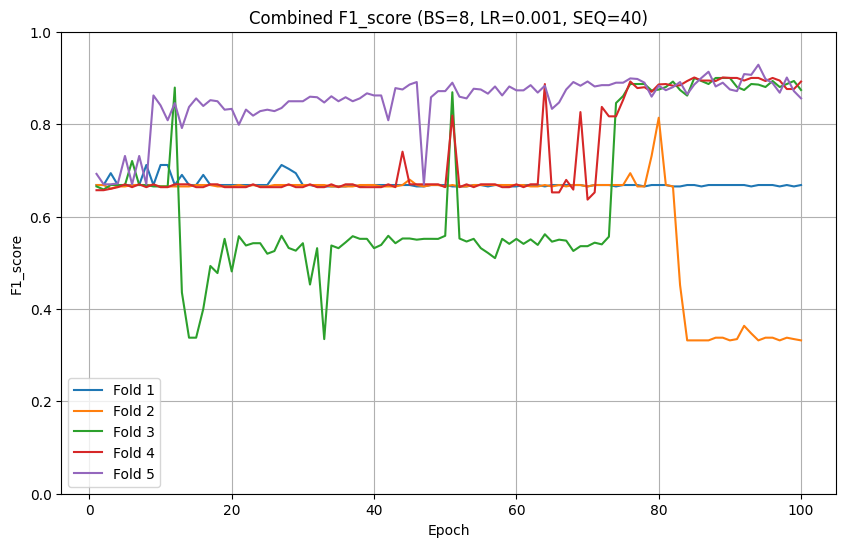 Combined F1_score (BS=8, LR=0.001, SEQ=40)
1.0
0.8
0.6
0.4
0.2
0.0
F1_score
Fold 1
Fold 2
Fold 3
Fold 4
Fold 5
0 20 40 60 80 100
Epoch